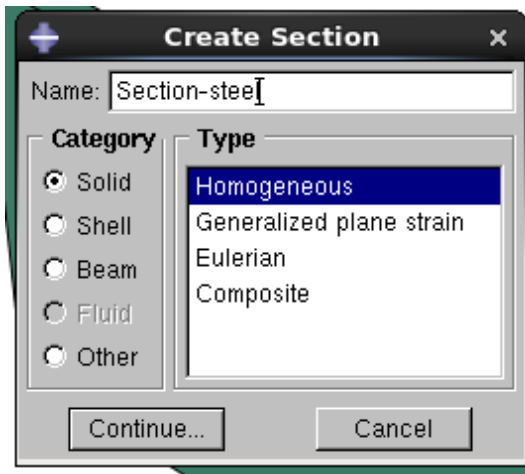 Create Section
Name: Section-steel
Category
Solid
Shell
Beam
Fluid
Other
Type
Homogeneous
Generalized plane strain
Eulerian
Composite
Continue...
Cancel